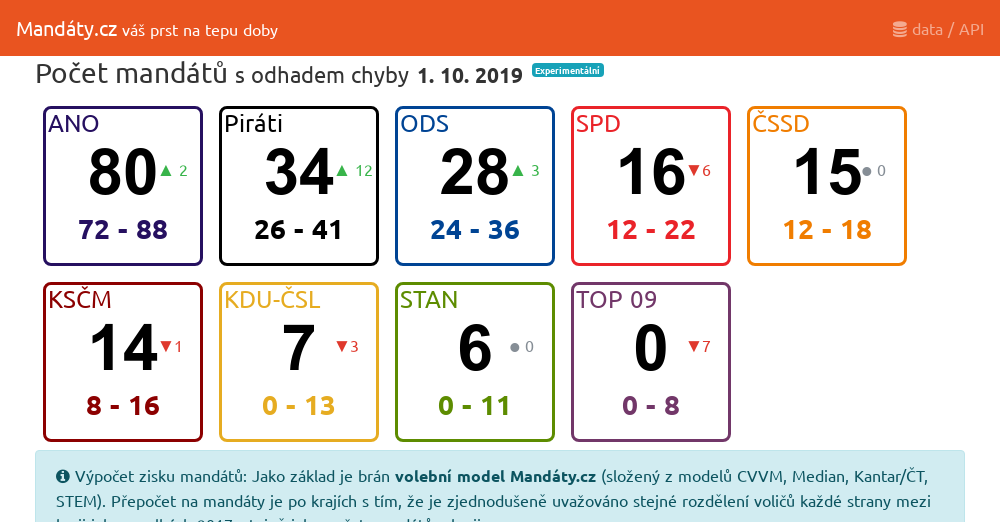 Mandáty.cz váš prst na tepu doby data / API
Počet mandátů s odhadem chyby 1. 10. 2019 Experimentální
ANO Piráti ODS SPD ČSSD
80 ▲ 2 34 ▲ 12 28 ▲ 3 16 ▼6 15 ● 0
72 - 88 26 - 41 24 - 36 12 - 22 12 - 18
KSČM KDU-ČSL STAN TOP 09
14 ▼1 7 ▼3 6 ● 0 0 ▼7
8 - 16 0 - 13 0 - 11 0 - 8
Výpočet zisku mandátů: Jako základ je brán volební model Mandáty.cz (složený z modelů CVVM, Median, Kantar/ČT,
STEM). Přepočet na mandáty je po krajích s tím, že je zjednodušeně uvažováno stejné rozdělení voličů každé strany mezi